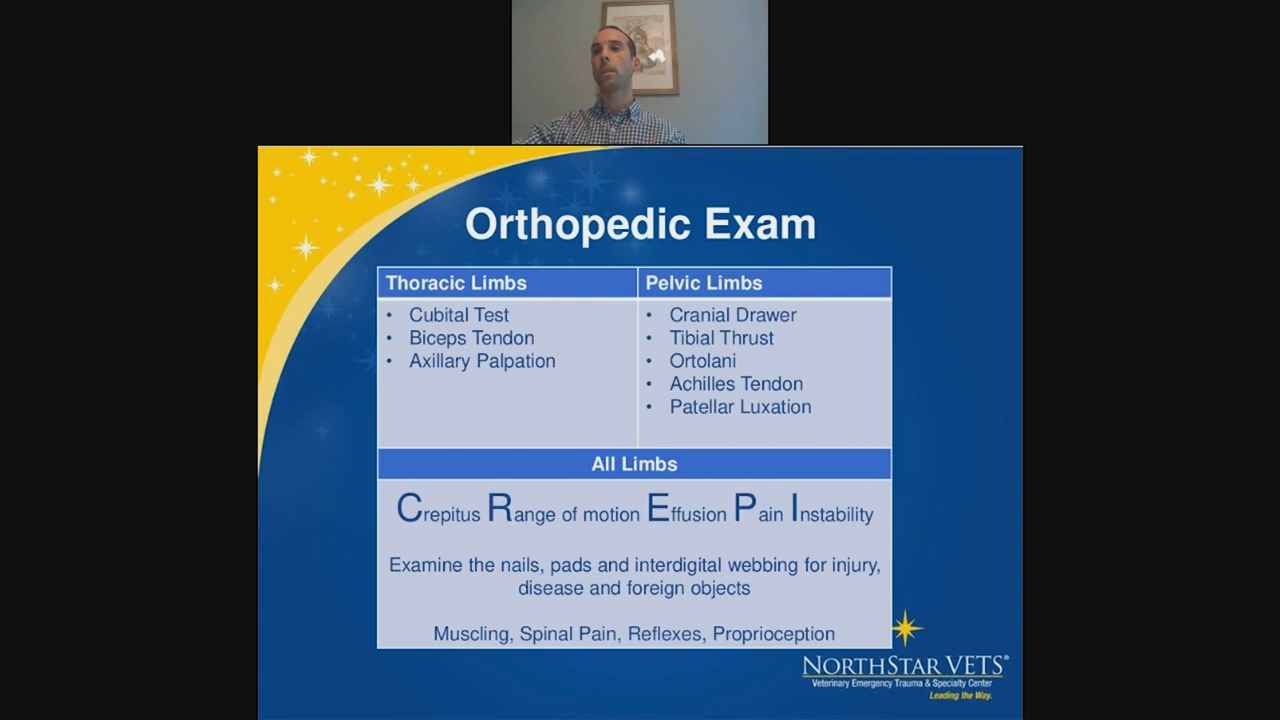 Orthopedic Exam
Thoracic Limbs
Pelvic Limbs
• Cubital Test
• Biceps Tendon
• Axillary Palpation
• Cranial Drawer
• Tibial Thrust
• Ortolani
• Achilles Tendon
• Patellar Luxation
All Limbs
Crepitus Range of motion Effusion Pain Instability
Examine the nails, pads and interdigital webbing for injury,
disease and foreign objects
Muscling, Spinal Pain, Reflexes, Proprioception
NORTHSTAR VETS®
Veterinary Emergency Trauma & Specialty Center
Leading the Way.